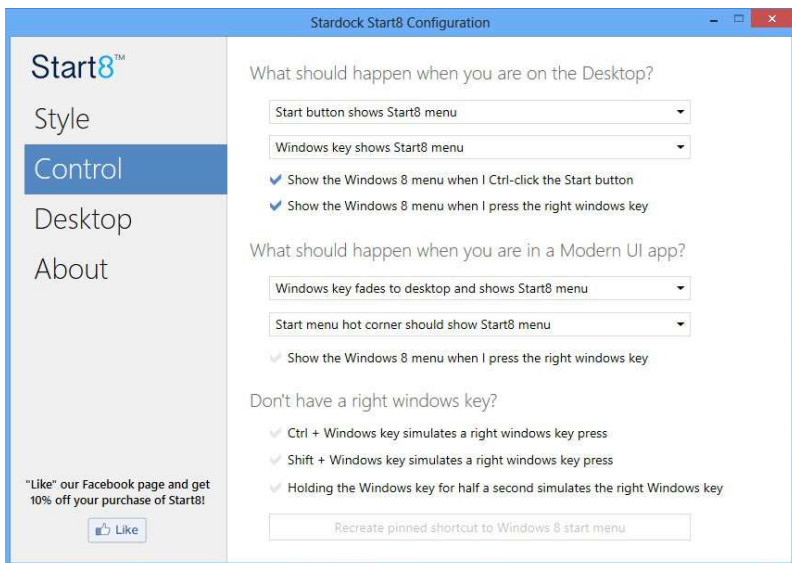 Stardock Start8 Configuration
Start8™
Style
Control
Desktop
About
"Like" our Facebook page and get
10% off your purchase of Start8!
Like
What should happen when you are on the Desktop?
Start button shows Start8 menu
Windows key shows Start8 menu
Show the Windows 8 menu when I Ctrl-click the Start button
Show the Windows 8 menu when I press the right windows key
What should happen when you are in a Modern UI app?
Windows key fades to desktop and shows Start8 menu
Start menu hot corner should show Start8 menu
Show the Windows 8 menu when I press the right windows key
Don't have a right windows key?
Ctrl + Windows key simulates a right windows key press
Shift + Windows key simulates a right windows key press
Holding the Windows key for half a second simulates the right Windows key
Recreate pinned shortcut to Windows 8 start menu